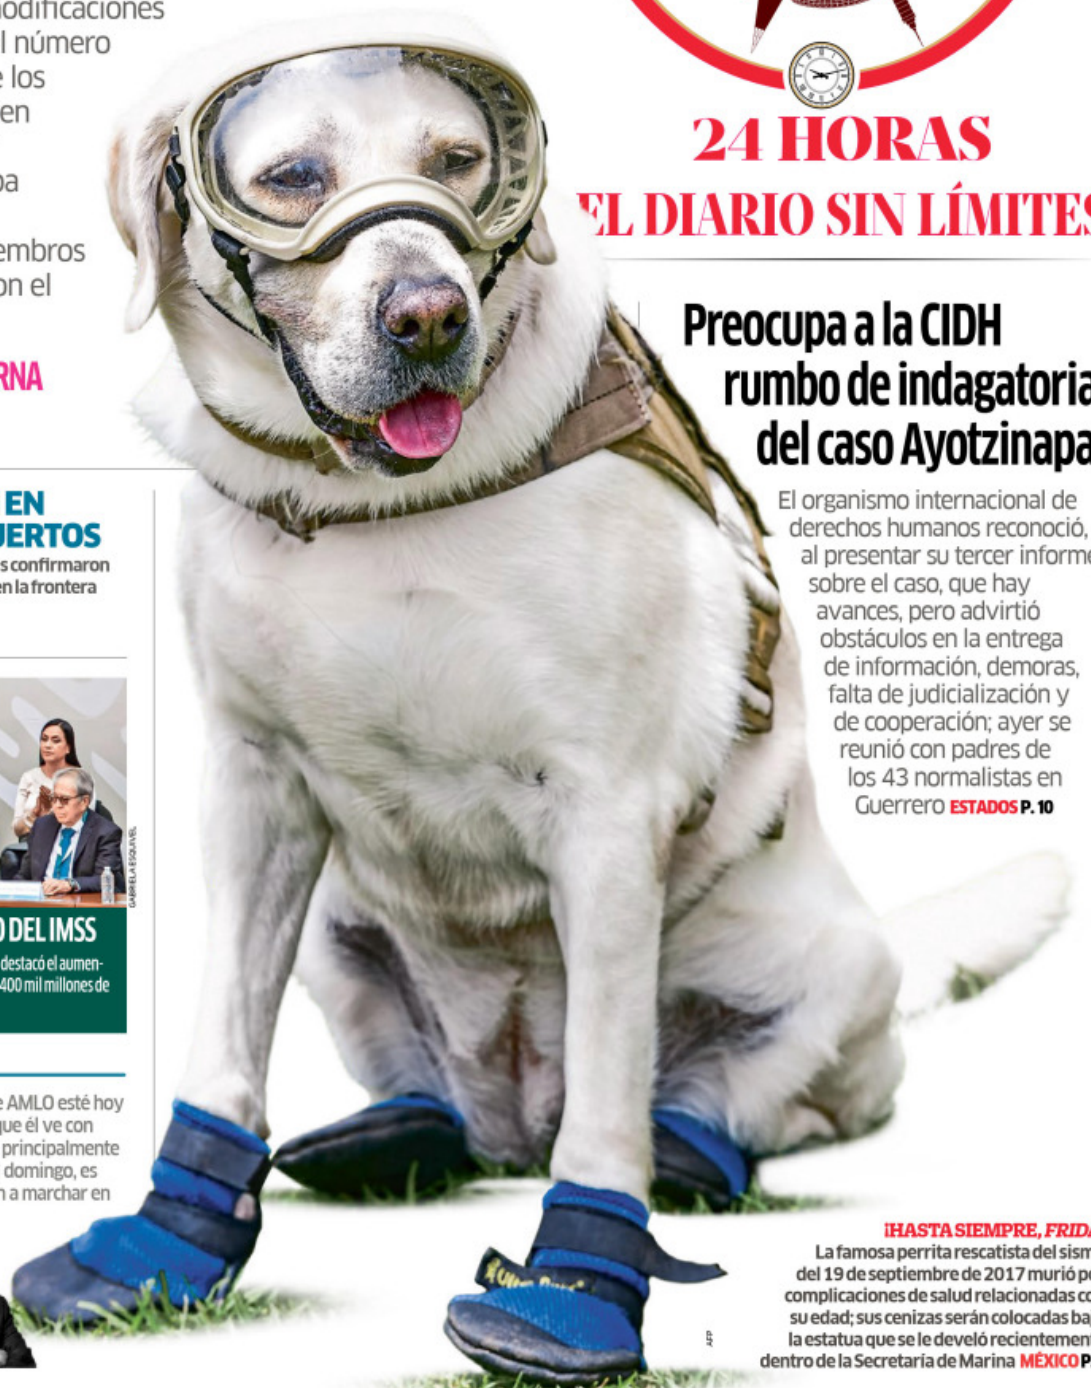 modificaciones
l número
e los
en
embros
on el
RNA
EN
UERTOS
s confirmaron
en la frontera
GABRIELA ESQUIVEL
O DEL IMSS
destacó el aumen-
400 mil millones de
e AMLO esté hoy
que él ve con
principalmente
domingo, es
n a marchar en
24 HORAS
EL DIARIO SIN LÍMITES
Preocupa a la CIDH
rumbo de indagatoria
del caso Ayotzinapa
El organismo internacional de
derechos humanos reconoció,
al presentar su tercer informe
sobre el caso, que hay
avances, pero advirtió
obstáculos en la entrega
de información, demoras,
falta de judicialización y
de cooperación; ayer se
reunió con padres de
los 43 normalistas en
Guerrero ESTADOS P. 10
¡HASTA SIEMPRE, FRIDA
La famosa perrita rescatista del sism
del 19 de septiembre de 2017 murió po
complicaciones de salud relacionadas co
su edad; sus cenizas serán colocadas baj
la estatua que se le develó recientement
dentro de la Secretaría de Marina MÉXICO P
AFP